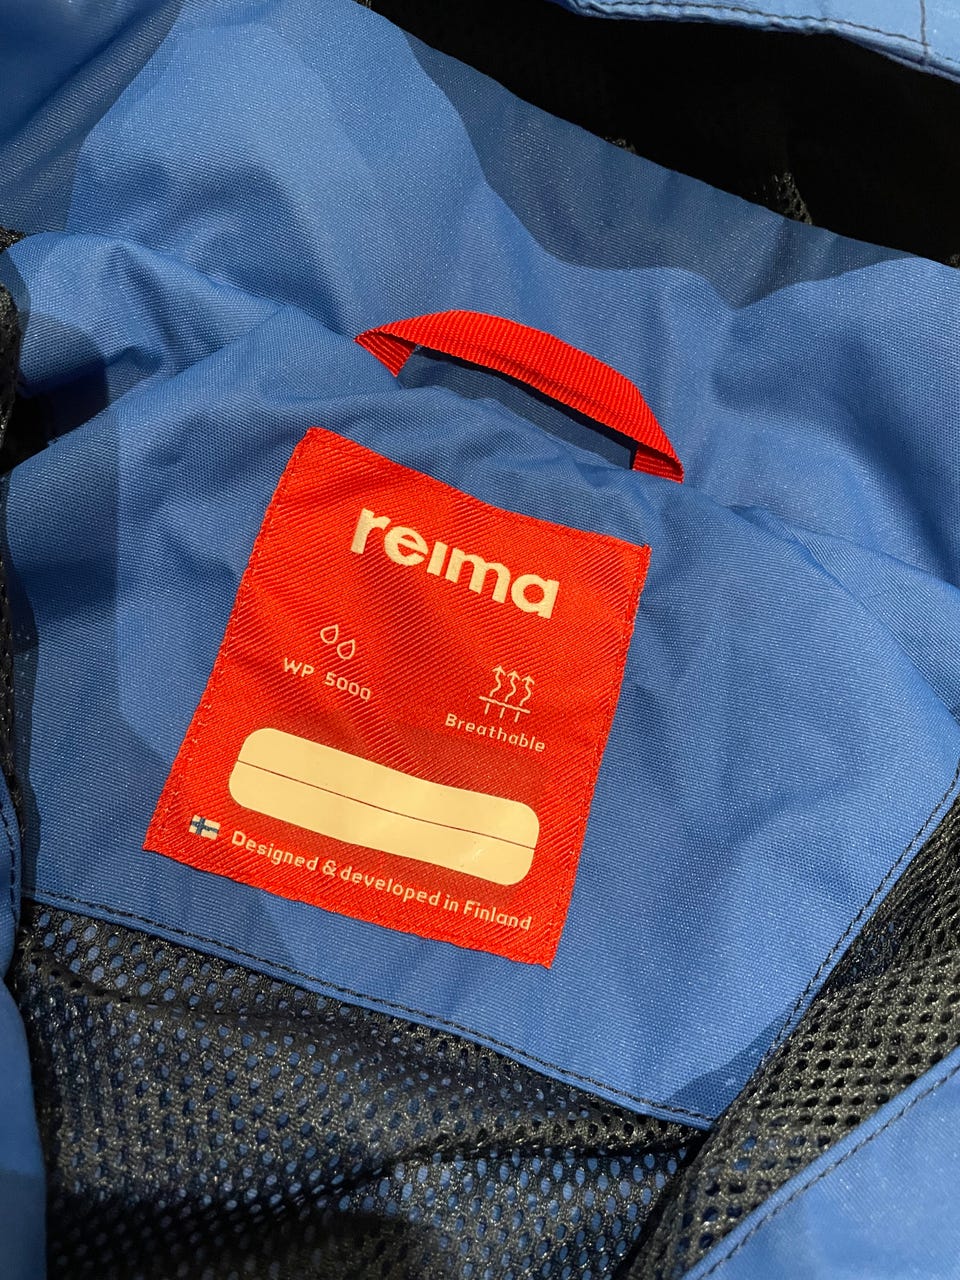 reima
WP 5000
Breathable
Designed & developed in Finland